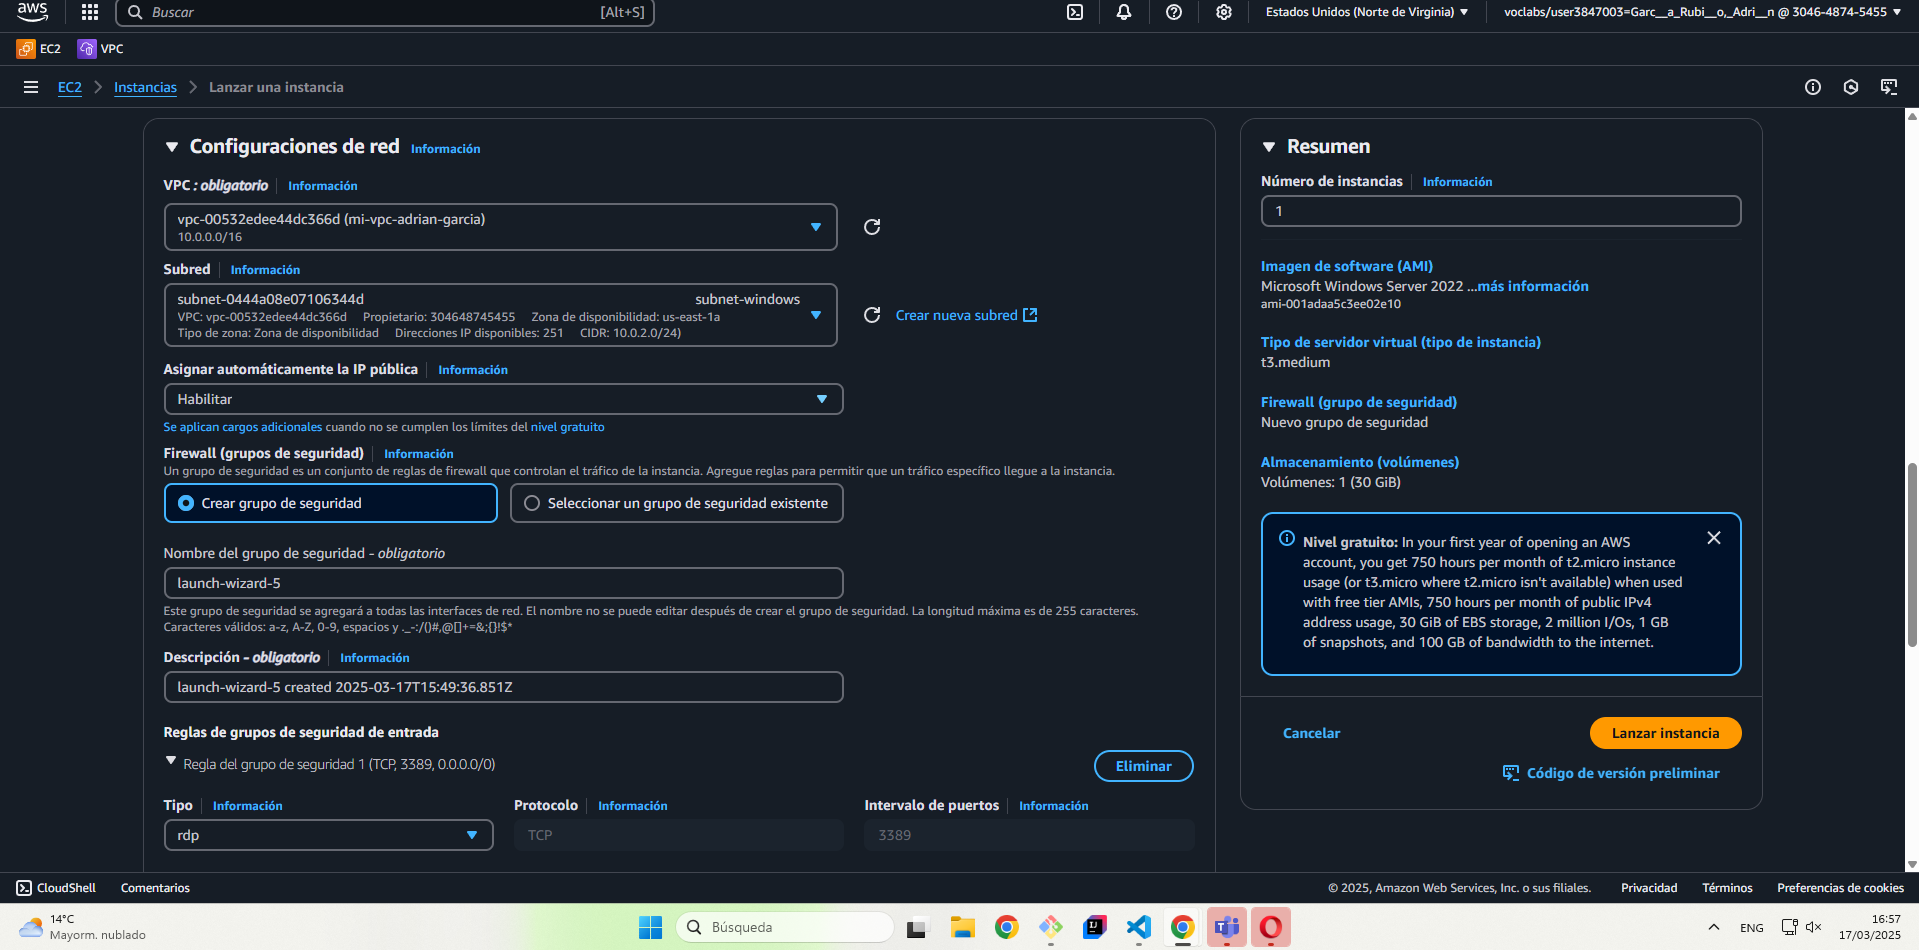 aws
Buscar
[Alt+S]
Estados Unidos (Norte de Virginia)
voclabs/user3847003=Garc__a_Rubi__o,_Adri__n @ 3046-4874-5455
EC2
VPC
EC2
Instancias
Lanzar una instancia
Configuraciones de red
Información
VPC : obligatorio
Información
vpc-00532edee44dc366d (mi-vpc-adrian-garcia)
10.0.0.0/16
Subred
Información
subnet-0444a08e07106344d
subnet-windows
VPC: vpc-00532edee44dc366d Propietario: 304648745455 Zona de disponibilidad: us-east-1a
Tipo de zona: Zona de disponibilidad Direcciones IP disponibles: 251 CIDR: 10.0.2.0/24)
Crear nueva subred
Asignar automáticamente la IP pública
Información
Habilitar
Se aplican cargos adicionales cuando no se cumplen los límites del nivel gratuito
Firewall (grupos de seguridad)
Información
Un grupo de seguridad es un conjunto de reglas de firewall que controlan el tráfico de la instancia. Agregue reglas para permitir que un tráfico específico llegue a la instancia.
Crear grupo de seguridad
Seleccionar un grupo de seguridad existente
Nombre del grupo de seguridad - obligatorio
launch-wizard-5
Este grupo de seguridad se agregará a todas las interfaces de red. El nombre no se puede editar después de crear el grupo de seguridad. La longitud máxima es de 255 caracteres.
Caracteres válidos: a-z, A-Z, 0-9, espacios y ._-:/()#,@[]+=&;{}!$*
Descripción - obligatorio
Información
launch-wizard-5 created 2025-03-17T15:49:36.851Z
Reglas de grupos de seguridad de entrada
Regla del grupo de seguridad 1 (TCP, 3389, 0.0.0.0/0)
Eliminar
Tipo
Información
Protocolo
Información
Intervalo de puertos
Información
rdp
TCP
3389
Resumen
Número de instancias
Información
1
Imagen de software (AMI)
Microsoft Windows Server 2022 ...más información
ami-001adaa5c3ee02e10
Tipo de servidor virtual (tipo de instancia)
t3.medium
Firewall (grupo de seguridad)
Nuevo grupo de seguridad
Almacenamiento (volúmenes)
Volúmenes: 1 (30 GiB)
Nivel gratuito: In your first year of opening an AWS
account, you get 750 hours per month of t2.micro instance
usage (or t3.micro where t2.micro isn't available) when used
with free tier AMIs, 750 hours per month of public IPv4
address usage, 30 GiB of EBS storage, 2 million I/Os, 1 GB
of snapshots, and 100 GB of bandwidth to the internet.
Cancelar
Lanzar instancia
Código de versión preliminar
CloudShell
Comentarios
© 2025, Amazon Web Services, Inc. o sus filiales.
Privacidad
Términos
Preferencias de cookies
14°C
Mayorm. nublado
Búsqueda
ENG
16:57
17/03/2025